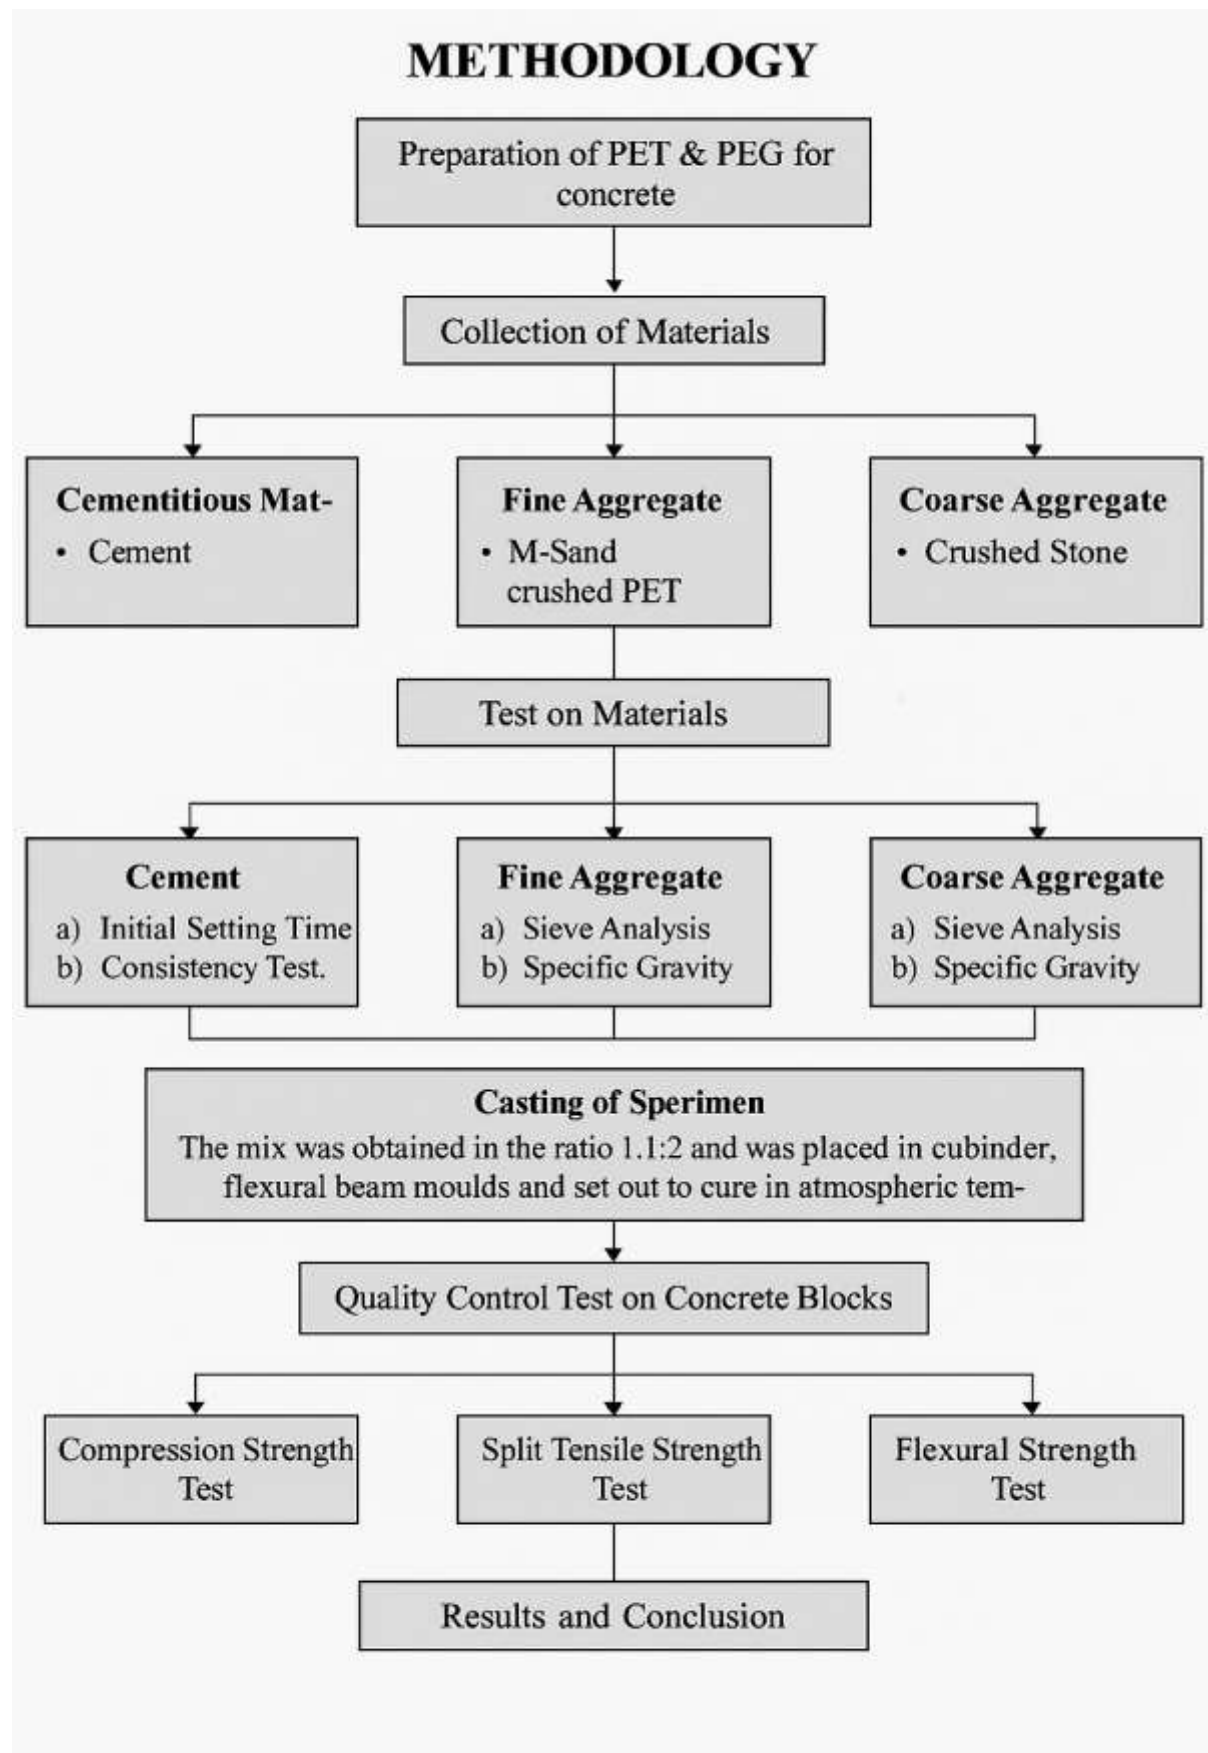 METHODOLOGY
Preparation of PET & PEG for
concrete
Collection of Materials
Cementitious Mat-
• Cement
Fine Aggregate
• M-Sand
crushed PET
Coarse Aggregate
• Crushed Stone
Test on Materials
Cement
a) Initial Setting Time
b) Consistency Test.
Fine Aggregate
a) Sieve Analysis
b) Specific Gravity
Coarse Aggregate
a) Sieve Analysis
b) Specific Gravity
Casting of Sperimen
The mix was obtained in the ratio 1.1:2 and was placed in cubinder,
flexural beam moulds and set out to cure in atmospheric tem-
Quality Control Test on Concrete Blocks
Compression Strength
Test
Split Tensile Strength
Test
Flexural Strength
Test
Results and Conclusion